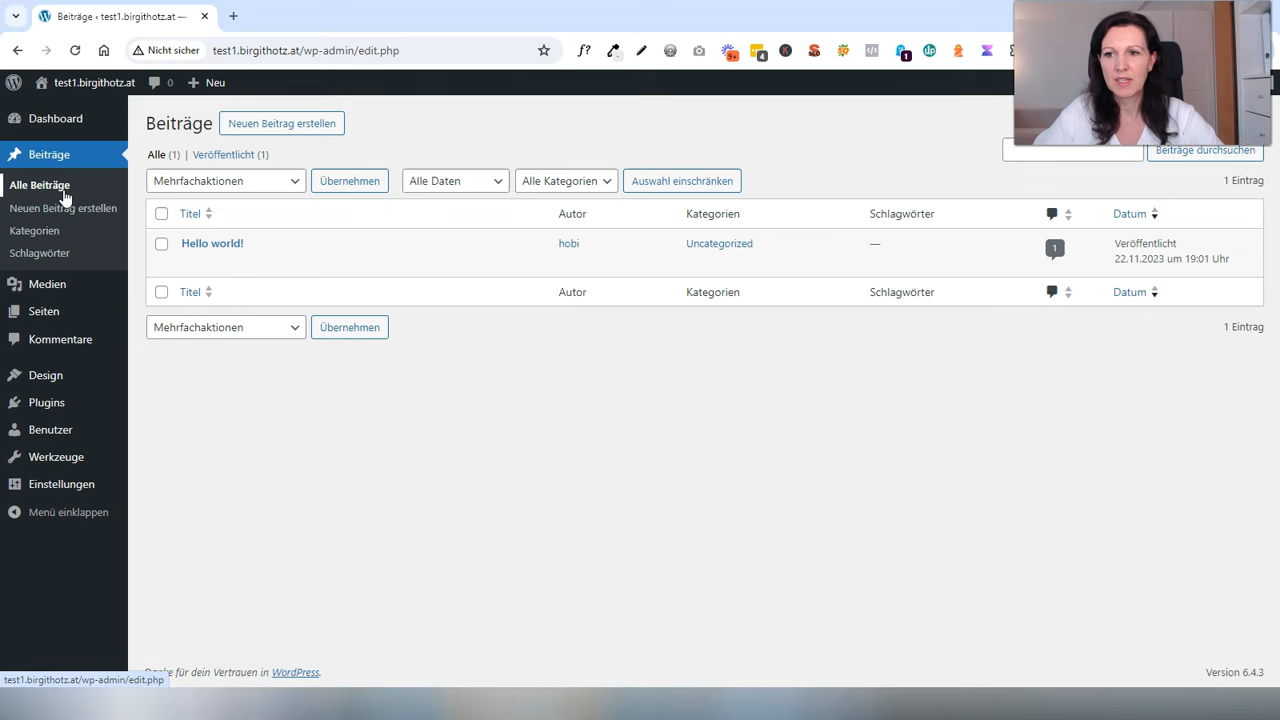 Beiträge ‹ test1.birgithotz.at —
Nicht sicher
test1.birgithotz.at/wp-admin/edit.php
9+
4
1
test1.birgithotz.at
0
Neu
Dashboard
Beiträge
Alle Beiträge
Neuen Beitrag erstellen
Kategorien
Schlagwörter
Medien
Seiten
Kommentare
Design
Plugins
Benutzer
Werkzeuge
Einstellungen
Menü einklappen
Beiträge
Neuen Beitrag erstellen
Alle (1) | Veröffentlicht (1)
Beiträge durchsuchen
Mehrfachaktionen
Übernehmen
Alle Daten
Alle Kategorien
Auswahl einschränken
1 Eintrag
Titel Autor Kategorien Schlagwörter Datum
Hello world! hobi Uncategorized — 1 Veröffentlicht
22.11.2023 um 19:01 Uhr
Titel Autor Kategorien Schlagwörter Datum
Mehrfachaktionen
Übernehmen
1 Eintrag
Danke für dein Vertrauen in WordPress.
Version 6.4.3
test1.birgithotz.at/wp-admin/edit.php